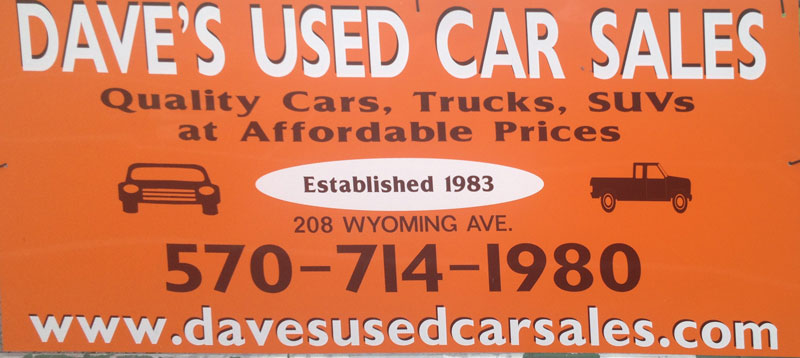 DAVE'S USED CAR SALES
Quality Cars, Trucks, SUVs
at Affordable Prices
Established 1983
208 WYOMING AVE.
570-714-1980
www.davesusedcarsales.com